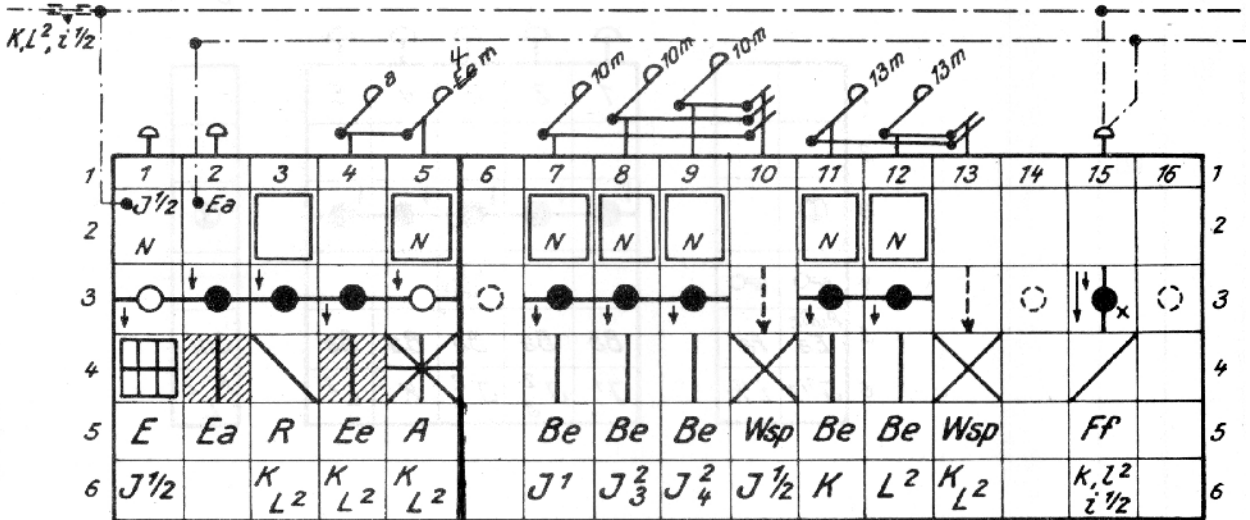 K, L², i ½
a 4 Ee m 10 m 10 m 10 m 13 m 13 m
1 1 2 3 4 5 6 7 8 9 10 11 12 13 14 15 16 1
J ½ Ea
2 N N N N N N N 2
3 x 3
4 4
5 E Ea R Ee A Be Be Be Wsp Be Be Wsp Ff 5
6 J ½ K L² K L² K L² J¹ J²₃ J²₄ J ½ K L² K L² K, l² i ½ 6